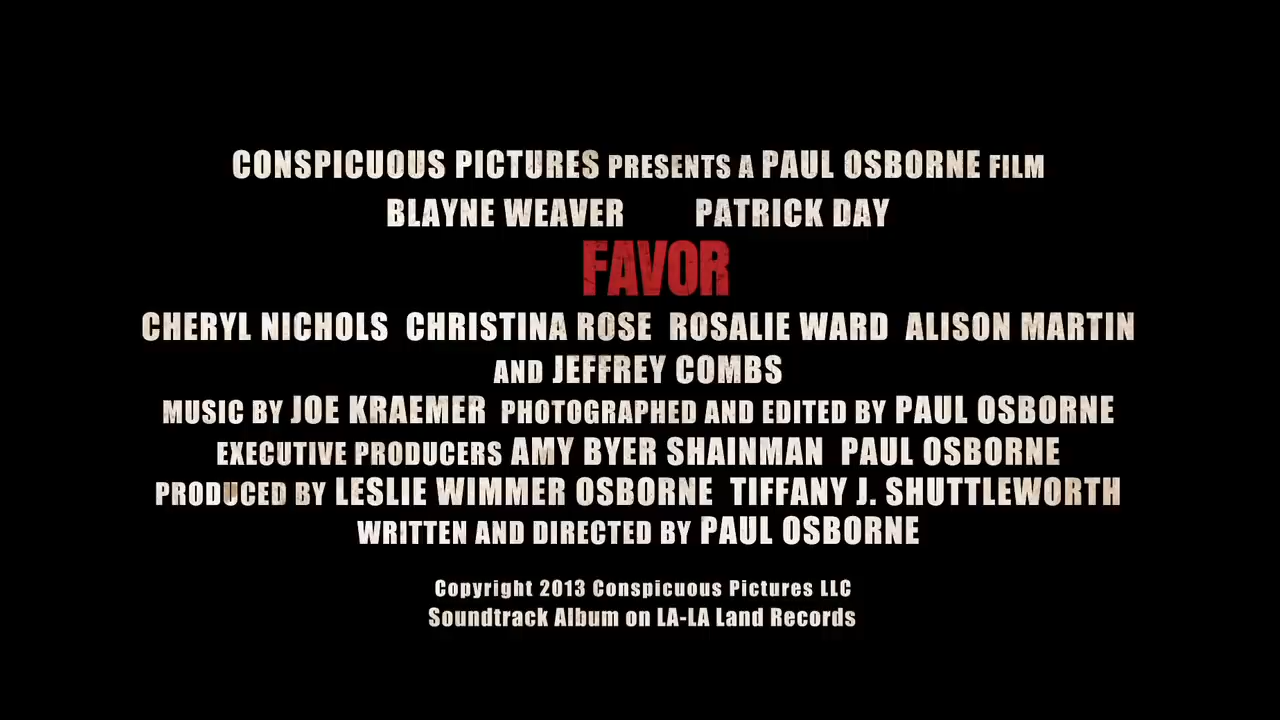 CONSPICUOUS PICTURES PRESENTS A PAUL OSBORNE FILM
BLAYNE WEAVER PATRICK DAY
FAVOR
CHERYL NICHOLS CHRISTINA ROSE ROSALIE WARD ALISON MARTIN
AND JEFFREY COMBS
MUSIC BY JOE KRAEMER PHOTOGRAPHED AND EDITED BY PAUL OSBORNE
EXECUTIVE PRODUCERS AMY BYER SHAINMAN PAUL OSBORNE
PRODUCED BY LESLIE WIMMER OSBORNE TIFFANY J. SHUTTLEWORTH
WRITTEN AND DIRECTED BY PAUL OSBORNE
Copyright 2013 Conspicuous Pictures LLC
Soundtrack Album on LA-LA Land Records